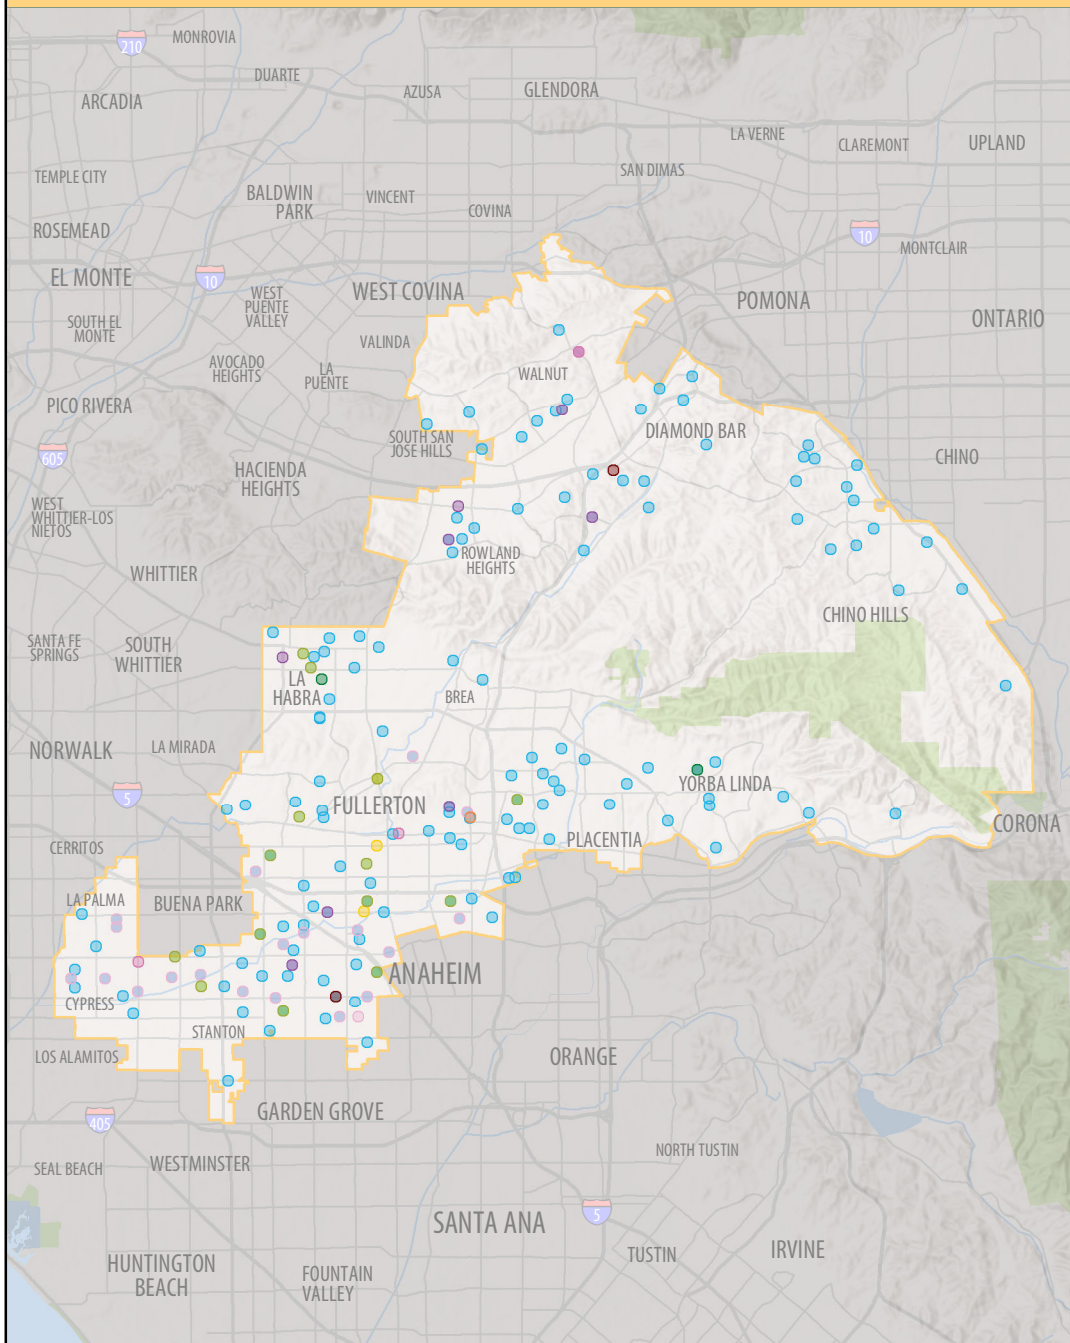 MONROVIA
210
DUARTE
AZUSA
GLENDORA
ARCADIA
LA VERNE
CLAREMONT
UPLAND
TEMPLE CITY
SAN DIMAS
BALDWIN
PARK
VINCENT
COVINA
ROSEMEAD
10
MONTCLAIR
EL MONTE
10
WEST COVINA
WEST
PUENTE
VALLEY
POMONA
ONTARIO
SOUTH EL
MONTE
VALINDA
AVOCADO
HEIGHTS
LA
PUENTE
WALNUT
PICO RIVERA
SOUTH SAN
JOSE HILLS
DIAMOND BAR
605
CHINO
HACIENDA
HEIGHTS
WEST
WHITTIER-LOS
NIETOS
ROWLAND
HEIGHTS
WHITTIER
CHINO HILLS
SANTA FE
SPRINGS
SOUTH
WHITTIER
LA
HABRA
BREA
NORWALK
LA MIRADA
5
YORBA LINDA
FULLERTON
CORONA
PLACENTIA
CERRITOS
LA PALMA
BUENA PARK
ANAHEIM
CYPRESS
STANTON
LOS ALAMITOS
ORANGE
GARDEN GROVE
405
NORTH TUSTIN
SEAL BEACH
WESTMINSTER
5
SANTA ANA
TUSTIN
IRVINE
HUNTINGTON
BEACH
FOUNTAIN
VALLEY